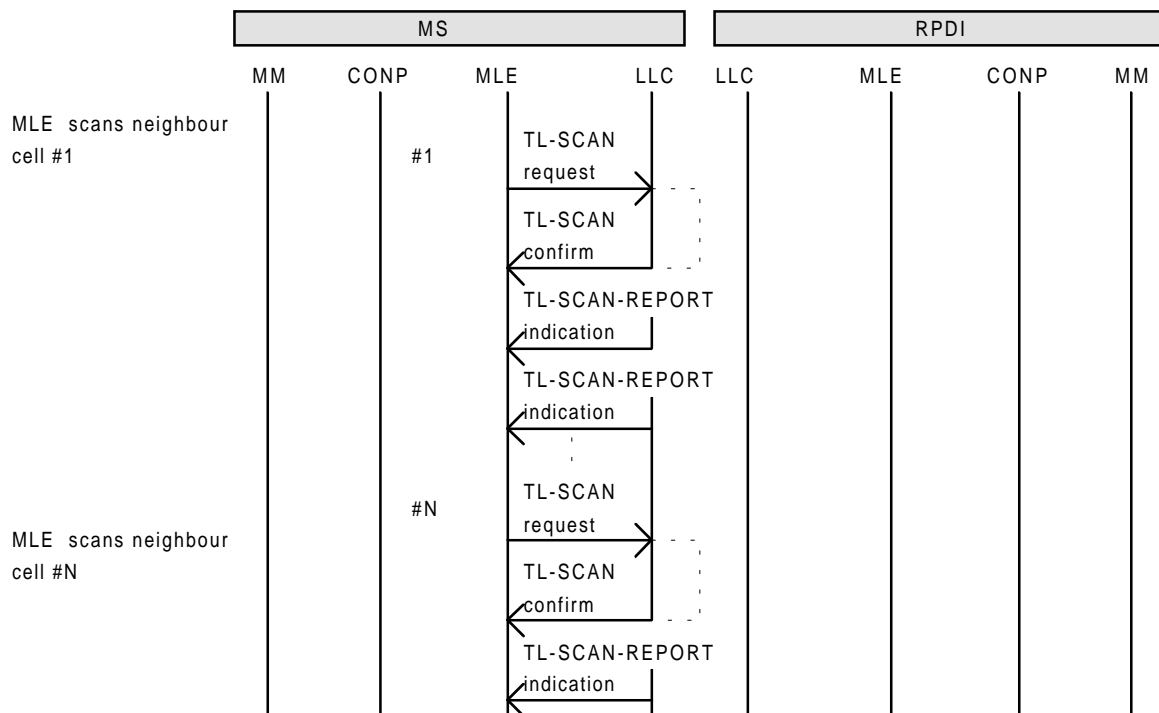 MS
RPDI
MM CONP MLE LLC LLC MLE CONP MM
MLE scans neighbour
cell #1
#1
TL-SCAN
request
TL-SCAN
confirm
TL-SCAN-REPORT
indication
TL-SCAN-REPORT
indication
MLE scans neighbour
cell #N
#N
TL-SCAN
request
TL-SCAN
confirm
TL-SCAN-REPORT
indication